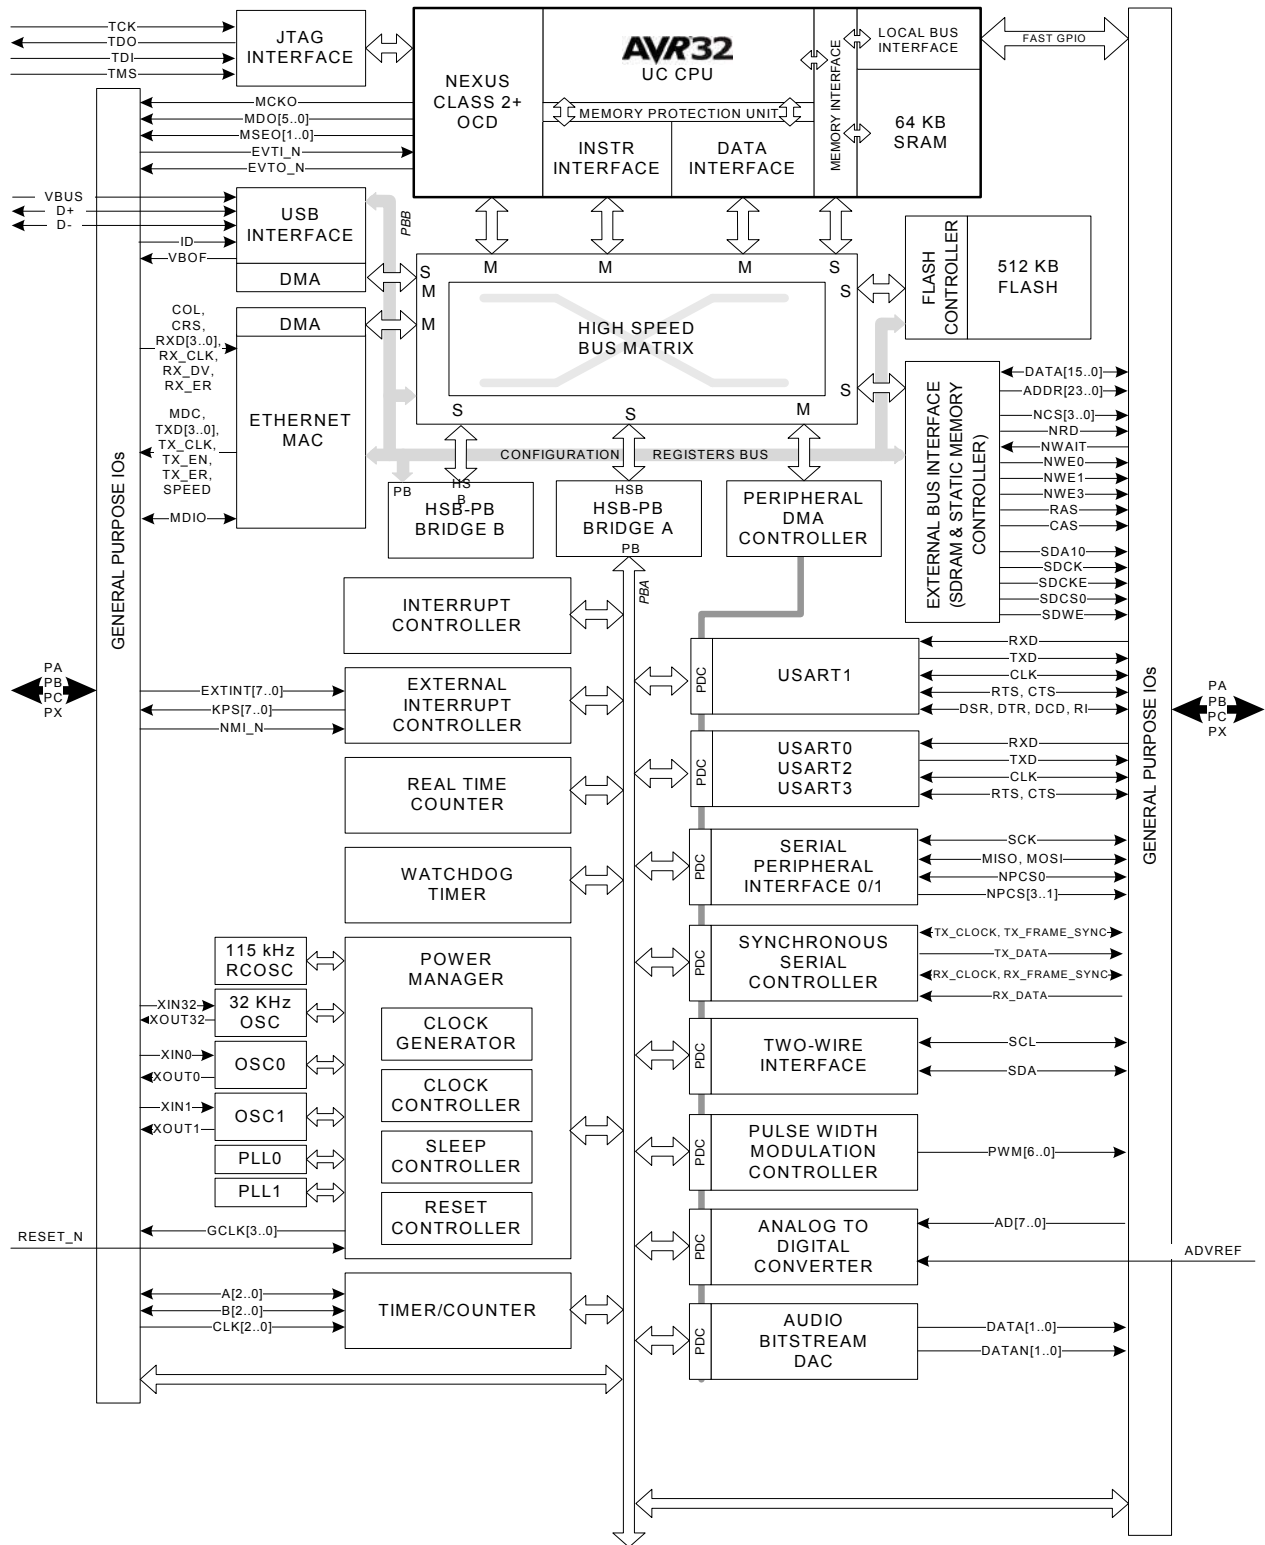 TCK
TDO
TDI
TMS
JTAG
INTERFACE
NEXUS
CLASS 2+
OCD
AVR32
UC CPU
MEMORY PROTECTION UNIT
INSTR
INTERFACE
DATA
INTERFACE
MEMORY INTERFACE
LOCAL BUS
INTERFACE
64 KB
SRAM
FAST GPIO
MCKO
MDO[5..0]
MSEO[1..0]
EVTI_N
EVTO_N
VBUS
D+
D-
ID
VBOF
USB
INTERFACE
DMA
PBB
S
M
M
M
M
M
S
S
S
S
S
M
HIGH SPEED
BUS MATRIX
FLASH
CONTROLLER
512 KB
FLASH
COL,
CRS,
RXD[3..0],
RX_CLK,
RX_DV,
RX_ER
MDC,
TXD[3..0],
TX_CLK,
TX_EN,
TX_ER,
SPEED
MDIO
DMA
ETHERNET
MAC
CONFIGURATION REGISTERS BUS
PB
HS
B
HSB-PB
BRIDGE B
HSB
HSB-PB
BRIDGE A
PB
PERIPHERAL
DMA
CONTROLLER
EXTERNAL BUS INTERFACE
(SDRAM & STATIC MEMORY
CONTROLLER)
DATA[15..0]
ADDR[23..0]
NCS[3..0]
NRD
NWAIT
NWE0
NWE1
NWE3
RAS
CAS
SDA10
SDCK
SDCKE
SDCS0
SDWE
GENERAL PURPOSE IOs
PBA
INTERRUPT
CONTROLLER
PA
PB
PC
PX
EXTINT[7..0]
KPS[7..0]
NMI_N
EXTERNAL
INTERRUPT
CONTROLLER
REAL TIME
COUNTER
WATCHDOG
TIMER
115 kHz
RCOSC
XIN32
XOUT32
32 KHz
OSC
XIN0
XOUT0
OSC0
XIN1
XOUT1
OSC1
PLL0
PLL1
GCLK[3..0]
RESET_N
POWER
MANAGER
CLOCK
GENERATOR
CLOCK
CONTROLLER
SLEEP
CONTROLLER
RESET
CONTROLLER
A[2..0]
B[2..0]
CLK[2..0]
TIMER/COUNTER
PDC
USART1
RXD
TXD
CLK
RTS, CTS
DSR, DTR, DCD, RI
PDC
USART0
USART2
USART3
RXD
TXD
CLK
RTS, CTS
PDC
SERIAL
PERIPHERAL
INTERFACE 0/1
SCK
MISO, MOSI
NPCS0
NPCS[3..1]
PDC
SYNCHRONOUS
SERIAL
CONTROLLER
TX_CLOCK, TX_FRAME_SYNC
TX_DATA
RX_CLOCK, RX_FRAME_SYNC
RX_DATA
PDC
TWO-WIRE
INTERFACE
SCL
SDA
PDC
PULSE WIDTH
MODULATION
CONTROLLER
PWM[6..0]
PDC
ANALOG TO
DIGITAL
CONVERTER
AD[7..0]
ADVREF
PDC
AUDIO
BITSTREAM
DAC
DATA[1..0]
DATAN[1..0]
GENERAL PURPOSE IOs
PA
PB
PC
PX